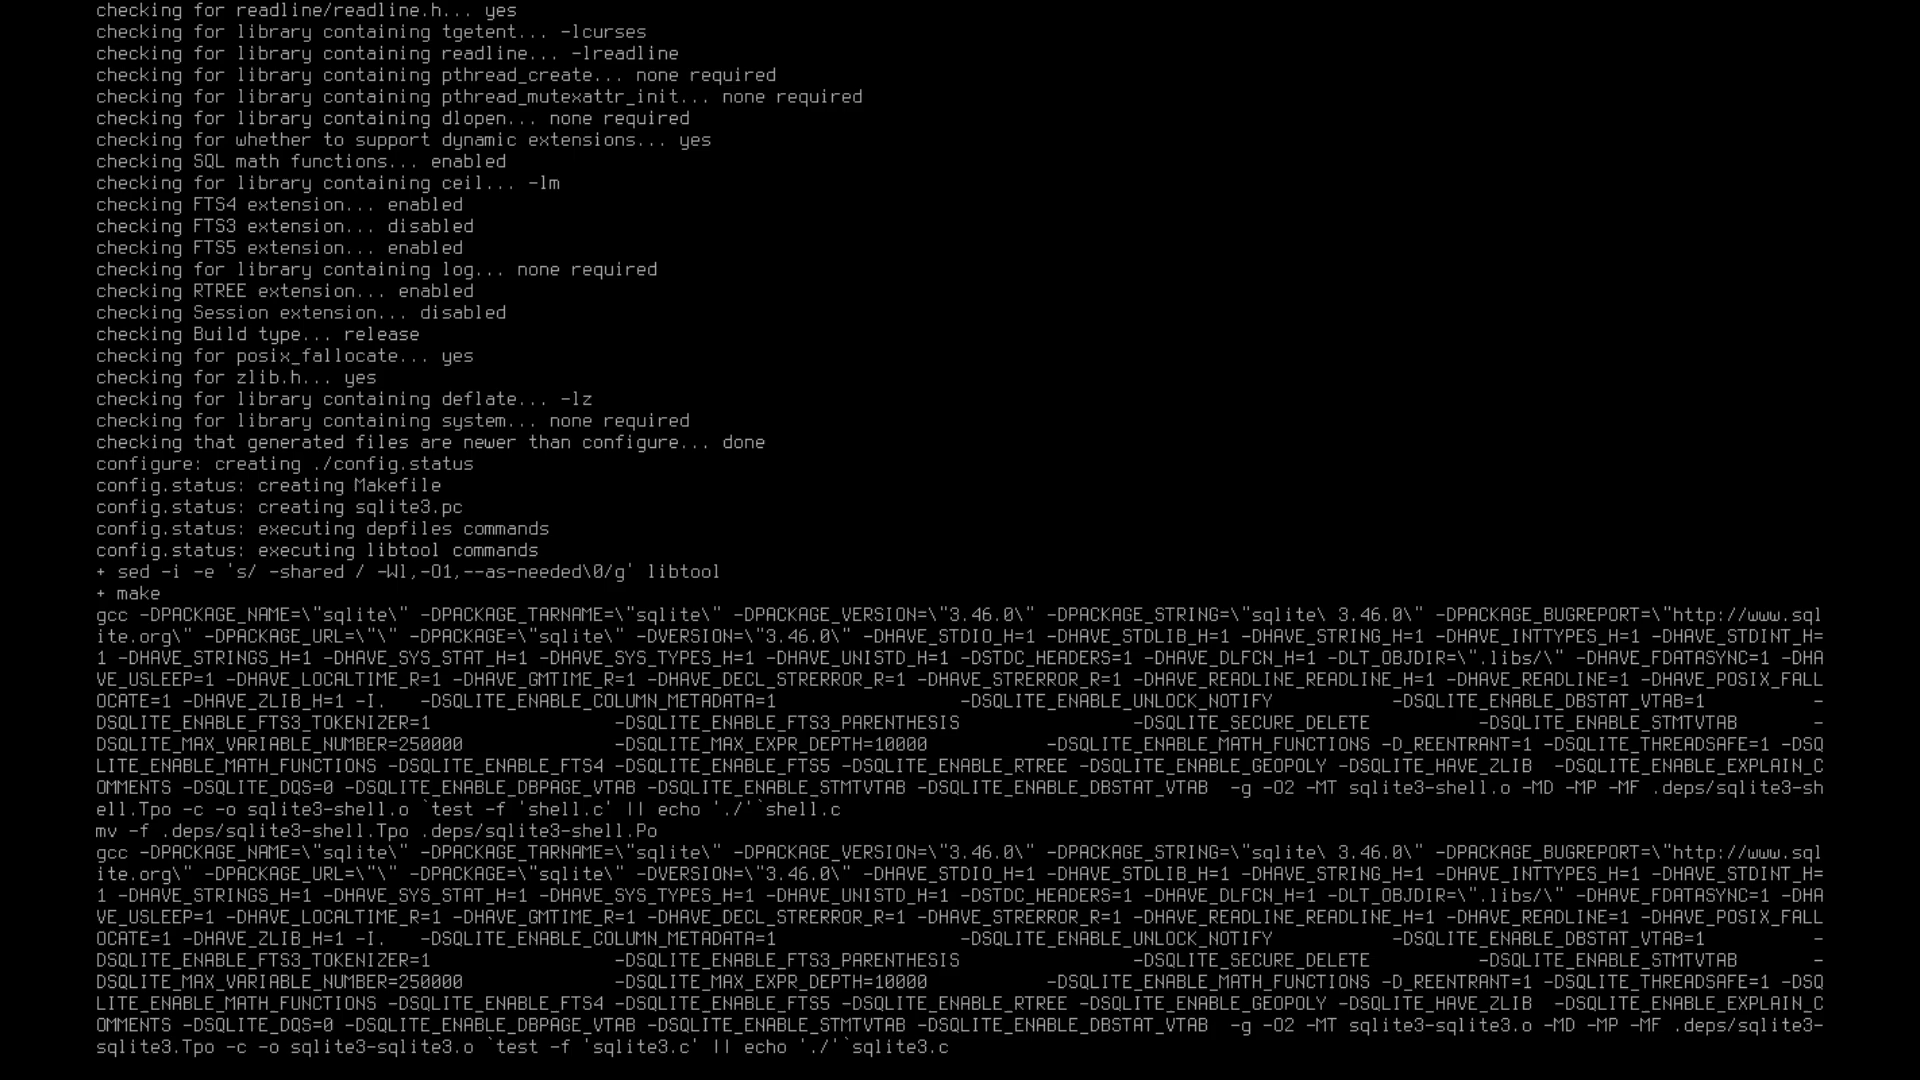 checking for readline/readline.h... yes
checking for library containing tgetent... -lcurses
checking for library containing readline... -lreadline
checking for library containing pthread_create... none required
checking for library containing pthread_mutexattr_init... none required
checking for library containing dlopen... none required
checking for whether to support dynamic extensions... yes
checking SQL math functions... enabled
checking for library containing ceil... -lm
checking FTS4 extension... enabled
checking FTS3 extension... disabled
checking FTS5 extension... enabled
checking for library containing log... none required
checking RTREE extension... enabled
checking Session extension... disabled
checking Build type... release
checking for posix_fallocate... yes
checking for zlib.h... yes
checking for library containing deflate... -lz
checking for library containing system... none required
checking that generated files are newer than configure... done
configure: creating ./config.status
config.status: creating Makefile
config.status: creating sqlite3.pc
config.status: executing depfiles commands
config.status: executing libtool commands
+ sed -i -e 's/ -shared / -Wl,-O1,--as-needed\0/g' libtool
+ make
gcc -DPACKAGE_NAME=\"sqlite\" -DPACKAGE_TARNAME=\"sqlite\" -DPACKAGE_VERSION=\"3.46.0\" -DPACKAGE_STRING=\"sqlite\ 3.46.0\" -DPACKAGE_BUGREPORT=\"http://www.sql
ite.org\" -DPACKAGE_URL=\"\" -DPACKAGE=\"sqlite\" -DVERSION=\"3.46.0\" -DHAVE_STDIO_H=1 -DHAVE_STDLIB_H=1 -DHAVE_STRING_H=1 -DHAVE_INTTYPES_H=1 -DHAVE_STDINT_H=
1 -DHAVE_STRINGS_H=1 -DHAVE_SYS_STAT_H=1 -DHAVE_SYS_TYPES_H=1 -DHAVE_UNISTD_H=1 -DSTDC_HEADERS=1 -DHAVE_DLFCN_H=1 -DLT_OBJDIR=\".libs/\" -DHAVE_FDATASYNC=1 -DHA
VE_USLEEP=1 -DHAVE_LOCALTIME_R=1 -DHAVE_GMTIME_R=1 -DHAVE_DECL_STRERROR_R=1 -DHAVE_STRERROR_R=1 -DHAVE_READLINE_READLINE_H=1 -DHAVE_READLINE=1 -DHAVE_POSIX_FALL
OCATE=1 -DHAVE_ZLIB_H=1 -I.   -DSQLITE_ENABLE_COLUMN_METADATA=1                 -DSQLITE_ENABLE_UNLOCK_NOTIFY           -DSQLITE_ENABLE_DBSTAT_VTAB=1          -
DSQLITE_ENABLE_FTS3_TOKENIZER=1                 -DSQLITE_ENABLE_FTS3_PARENTHESIS                -DSQLITE_SECURE_DELETE          -DSQLITE_ENABLE_STMTVTAB       -
DSQLITE_MAX_VARIABLE_NUMBER=250000              -DSQLITE_MAX_EXPR_DEPTH=10000           -DSQLITE_ENABLE_MATH_FUNCTIONS -D_REENTRANT=1 -DSQLITE_THREADSAFE=1 -DSQ
LITE_ENABLE_MATH_FUNCTIONS -DSQLITE_ENABLE_FTS4 -DSQLITE_ENABLE_FTS5 -DSQLITE_ENABLE_RTREE -DSQLITE_ENABLE_GEOPOLY -DSQLITE_HAVE_ZLIB  -DSQLITE_ENABLE_EXPLAIN_C
OMMENTS -DSQLITE_DQS=0 -DSQLITE_ENABLE_DBPAGE_VTAB -DSQLITE_ENABLE_STMTVTAB -DSQLITE_ENABLE_DBSTAT_VTAB  -g -O2 -MT sqlite3-shell.o -MD -MP -MF .deps/sqlite3-sh
ell.Tpo -c -o sqlite3-shell.o `test -f 'shell.c' || echo './'`shell.c
mv -f .deps/sqlite3-shell.Tpo .deps/sqlite3-shell.Po
gcc -DPACKAGE_NAME=\"sqlite\" -DPACKAGE_TARNAME=\"sqlite\" -DPACKAGE_VERSION=\"3.46.0\" -DPACKAGE_STRING=\"sqlite\ 3.46.0\" -DPACKAGE_BUGREPORT=\"http://www.sql
ite.org\" -DPACKAGE_URL=\"\" -DPACKAGE=\"sqlite\" -DVERSION=\"3.46.0\" -DHAVE_STDIO_H=1 -DHAVE_STDLIB_H=1 -DHAVE_STRING_H=1 -DHAVE_INTTYPES_H=1 -DHAVE_STDINT_H=
1 -DHAVE_STRINGS_H=1 -DHAVE_SYS_STAT_H=1 -DHAVE_SYS_TYPES_H=1 -DHAVE_UNISTD_H=1 -DSTDC_HEADERS=1 -DHAVE_DLFCN_H=1 -DLT_OBJDIR=\".libs/\" -DHAVE_FDATASYNC=1 -DHA
VE_USLEEP=1 -DHAVE_LOCALTIME_R=1 -DHAVE_GMTIME_R=1 -DHAVE_DECL_STRERROR_R=1 -DHAVE_STRERROR_R=1 -DHAVE_READLINE_READLINE_H=1 -DHAVE_READLINE=1 -DHAVE_POSIX_FALL
OCATE=1 -DHAVE_ZLIB_H=1 -I.   -DSQLITE_ENABLE_COLUMN_METADATA=1                 -DSQLITE_ENABLE_UNLOCK_NOTIFY           -DSQLITE_ENABLE_DBSTAT_VTAB=1          -
DSQLITE_ENABLE_FTS3_TOKENIZER=1                 -DSQLITE_ENABLE_FTS3_PARENTHESIS                -DSQLITE_SECURE_DELETE          -DSQLITE_ENABLE_STMTVTAB       -
DSQLITE_MAX_VARIABLE_NUMBER=250000              -DSQLITE_MAX_EXPR_DEPTH=10000           -DSQLITE_ENABLE_MATH_FUNCTIONS -D_REENTRANT=1 -DSQLITE_THREADSAFE=1 -DSQ
LITE_ENABLE_MATH_FUNCTIONS -DSQLITE_ENABLE_FTS4 -DSQLITE_ENABLE_FTS5 -DSQLITE_ENABLE_RTREE -DSQLITE_ENABLE_GEOPOLY -DSQLITE_HAVE_ZLIB  -DSQLITE_ENABLE_EXPLAIN_C
OMMENTS -DSQLITE_DQS=0 -DSQLITE_ENABLE_DBPAGE_VTAB -DSQLITE_ENABLE_STMTVTAB -DSQLITE_ENABLE_DBSTAT_VTAB  -g -O2 -MT sqlite3-sqlite3.o -MD -MP -MF .deps/sqlite3-
sqlite3.Tpo -c -o sqlite3-sqlite3.o `test -f 'sqlite3.c' || echo './'`sqlite3.c